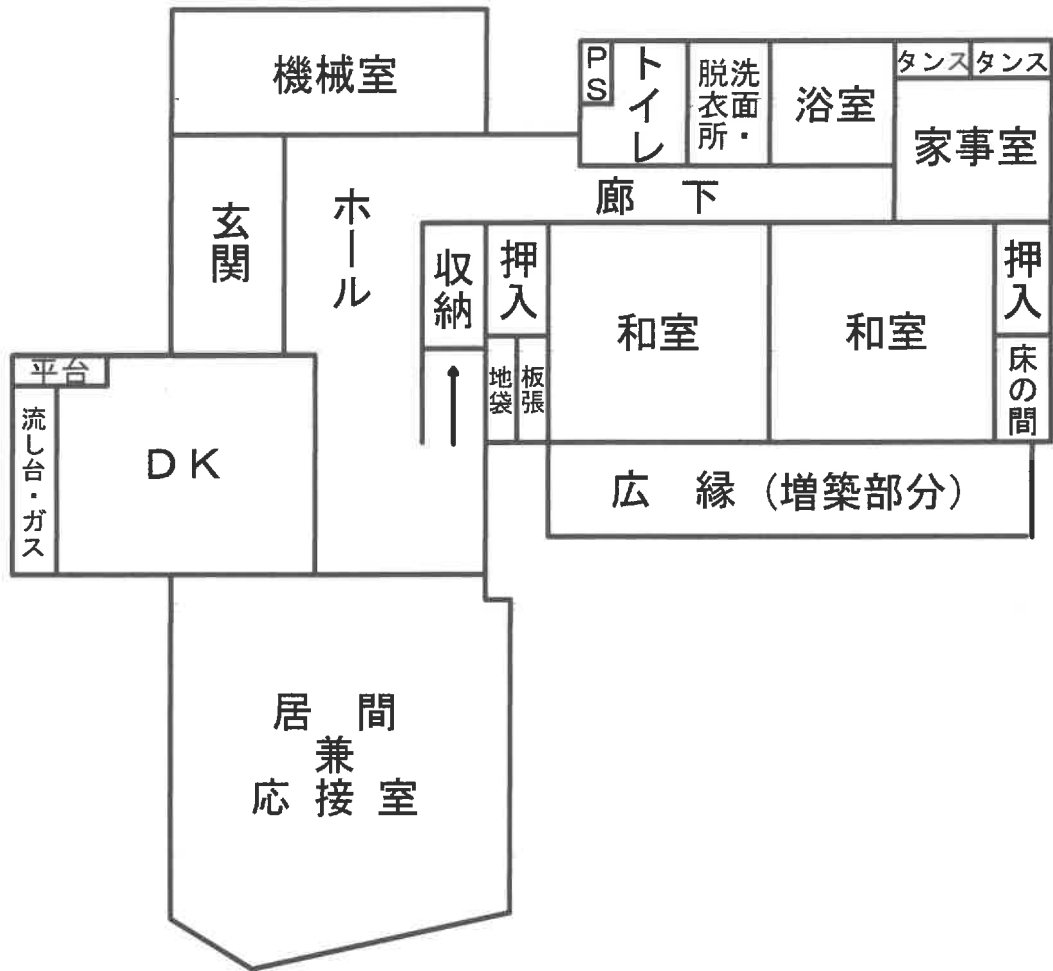 機械室
PS
トイレ
洗面・
脱衣所
浴室
タンス
タンス
家事室
廊 下
玄関
ホール
収納
押入
和室
和室
押入
地袋
板張
床の間
平台
流し台・ガス
DK
広 縁(増築部分)
居 間
兼
応 接 室